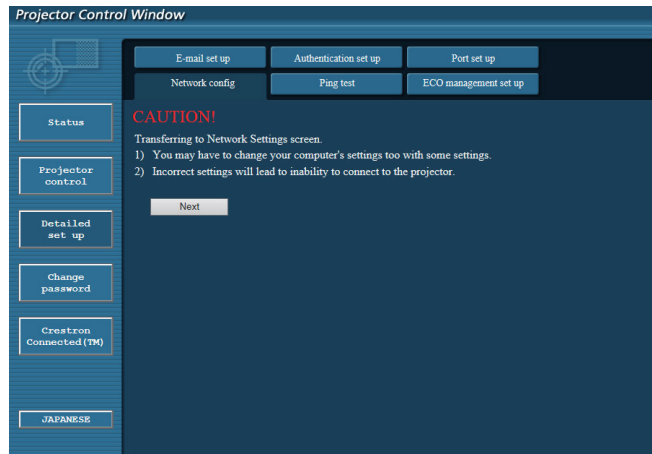 Projector Control Window
E-mail set up
Authentication set up
Port set up
Network config
Ping test
ECO management set up
Status
Projector
control
Detailed
set up
Change
password
Crestron
Connected(TM)
JAPANESE
CAUTION!
Transferring to Network Settings screen.
1) You may have to change your computer's settings too with some settings.
2) Incorrect settings will lead to inability to connect to the projector.
Next